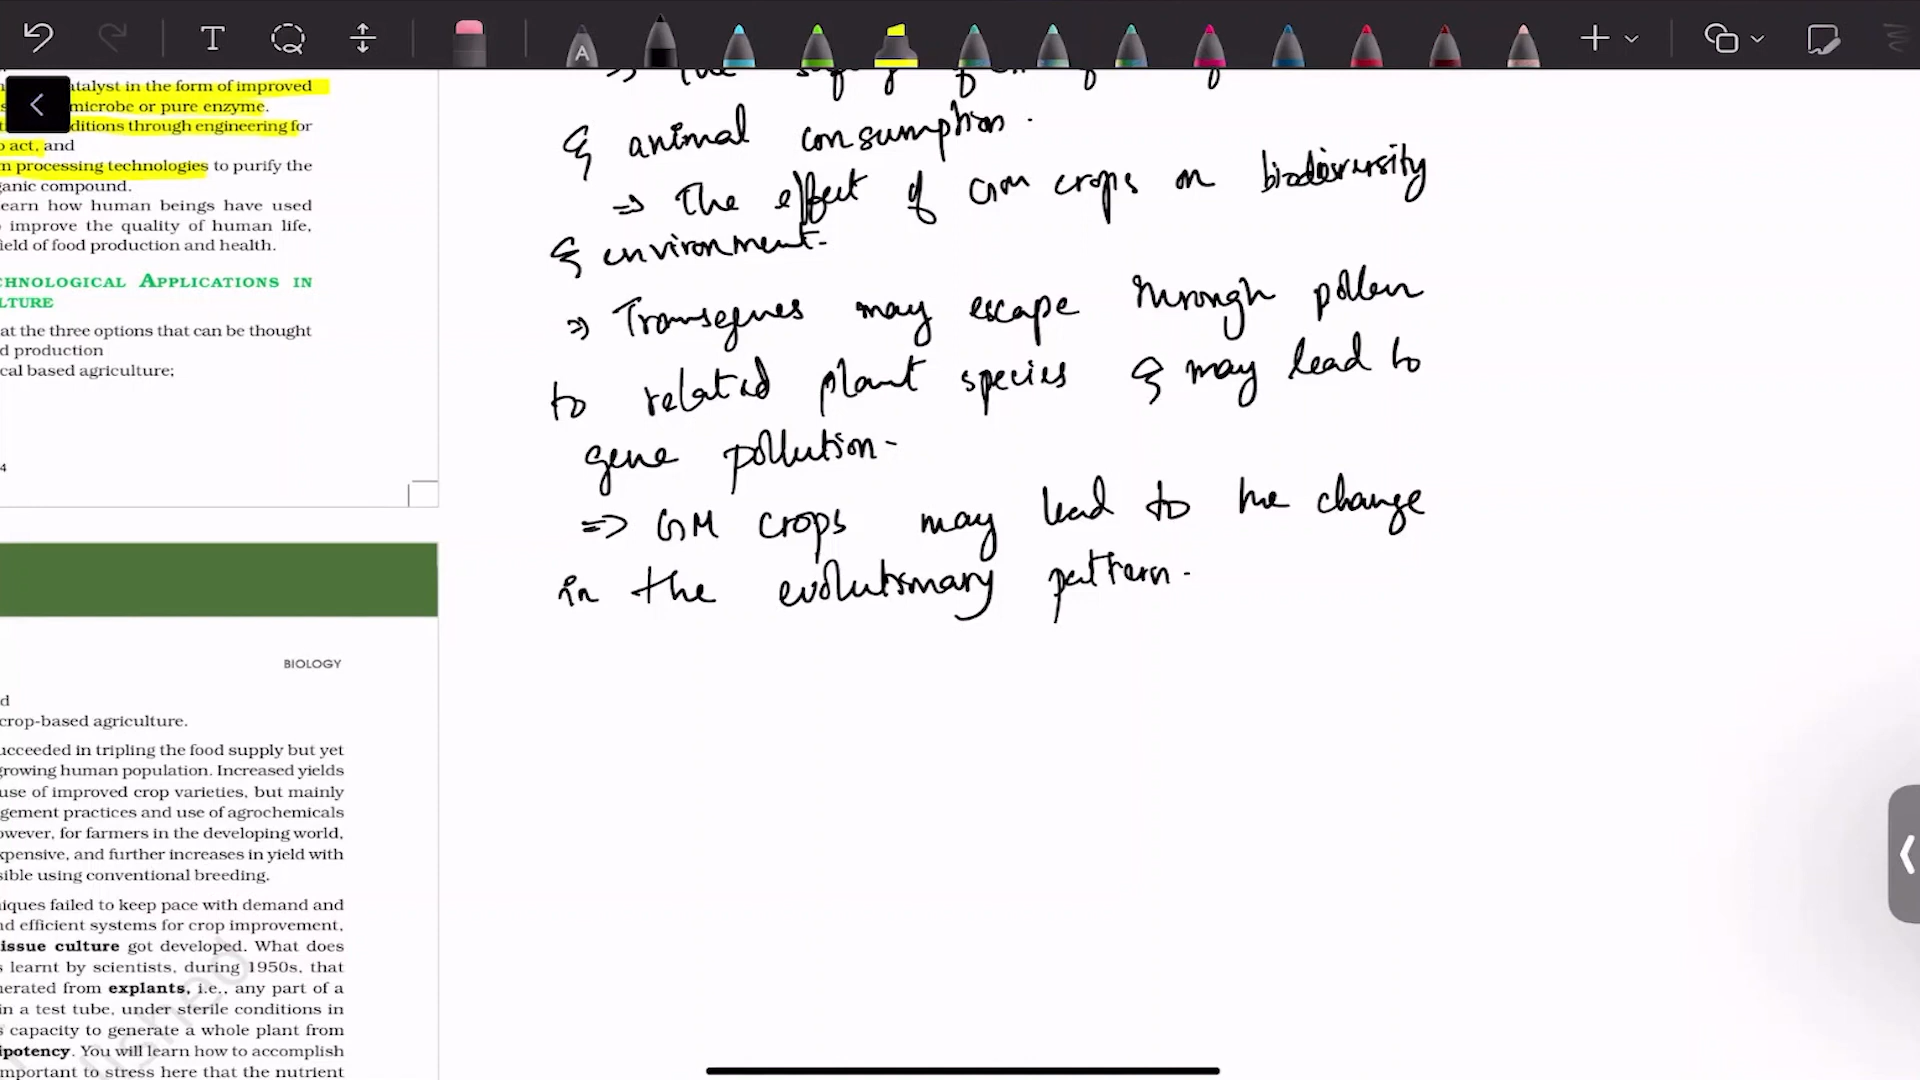 T
A
atalyst in the form of improved
microbe or pure enzyme.
ditions through engineering for
o act, and
m processing technologies to purify the
ganic compound.
earn how human beings have used
o improve the quality of human life,
ield of food production and health.
CHNOLOGICAL APPLICATIONS IN
LTURE
at the three options that can be thought
d production
cal based agriculture;
4
BIOLOGY
d
crop-based agriculture.
ucceeded in tripling the food supply but yet
growing human population. Increased yields
use of improved crop varieties, but mainly
gement practices and use of agrochemicals
owever, for farmers in the developing world,
xpensive, and further increases in yield with
sible using conventional breeding.
iques failed to keep pace with demand and
nd efficient systems for crop improvement,
issue culture got developed. What does
s learnt by scientists, during 1950s, that
nerated from explants, i.e., any part of a
in a test tube, under sterile conditions in
s capacity to generate a whole plant from
ipotency. You will learn how to accomplish
mportant to stress here that the nutrient
& animal consumption.
⇒ The effect of GM crops on biodiversity
& environment.
⇒ Transgenes may escape through pollen
to related plant species & may lead to
gene pollution.
⇒ GM crops may lead to the change
in the evolutionary pattern.